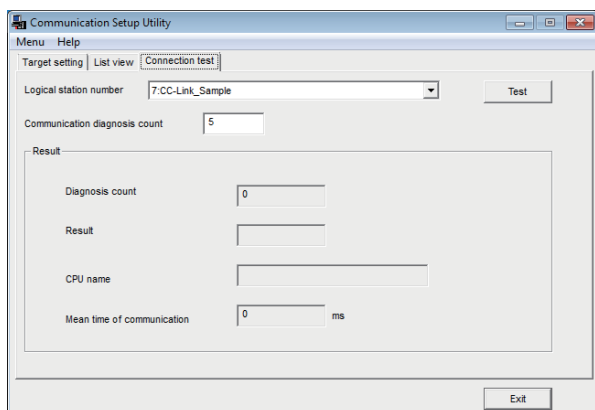 Communication Setup Utility
Menu Help
Target setting List view Connection test
Logical station number 7:CC-Link_Sample Test
Communication diagnosis count 5
Result
Diagnosis count 0
Result
CPU name
Mean time of communication 0 ms
Exit